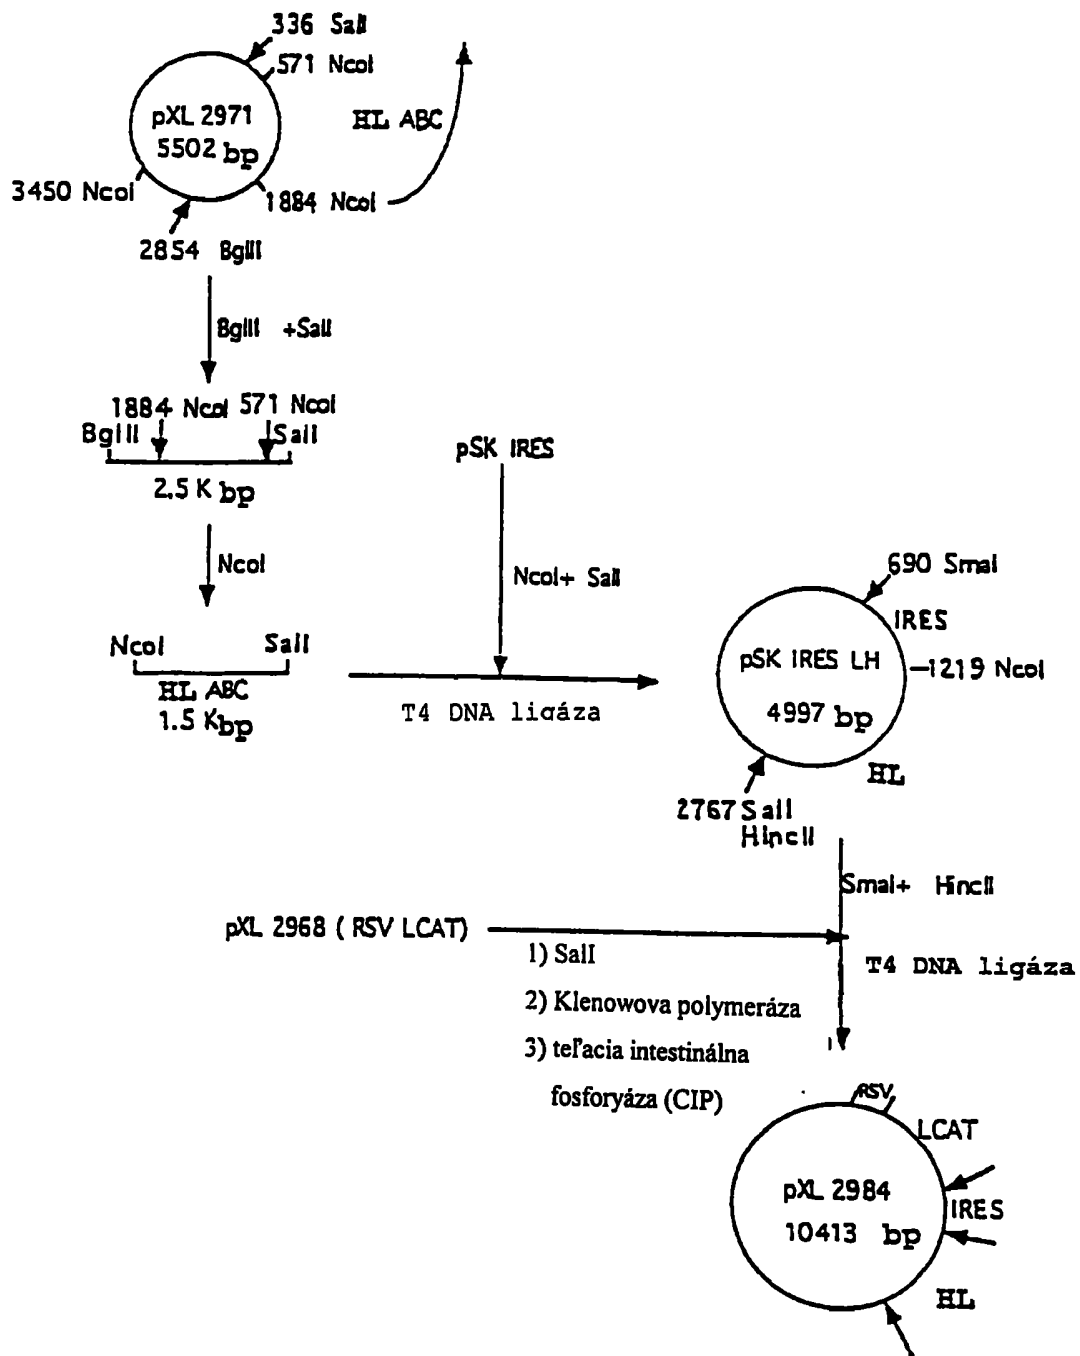 336 SalI
571 NcoI
pXL 2971
5502 bp
HL ABC
3450 NcoI
1884 NcoI
2854 BglII
BglII +SalI
1884 NcoI 571 NcoI
BglII SalI
2.5 K bp
pSK IRES
NcoI
NcoI+ SalI
690 SmaI
IRES
NcoI SalI
pSK IRES LH
1219 NcoI
HL ABC
1.5 Kbp
T4 DNA ligáza
4997 bp
HL
2767 SalI
HincII
SmaI+ HincII
pXL 2968 ( RSV LCAT)
1) SalI
T4 DNA ligáza
2) Klenowova polymeráza
3) teľacia intestinálna
fosforyáza (CIP)
RSV
LCAT
pXL 2984
IRES
10413 bp
HL